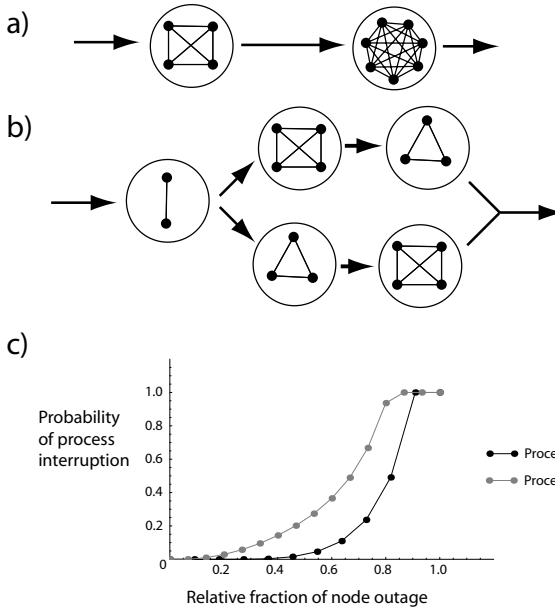 a)
b)
c)
Probability
of process
interruption
1.0
0.8
0.6
0.4
0.2
0
0.2 0.4 0.6 0.8 1.0
Relative fraction of node outage